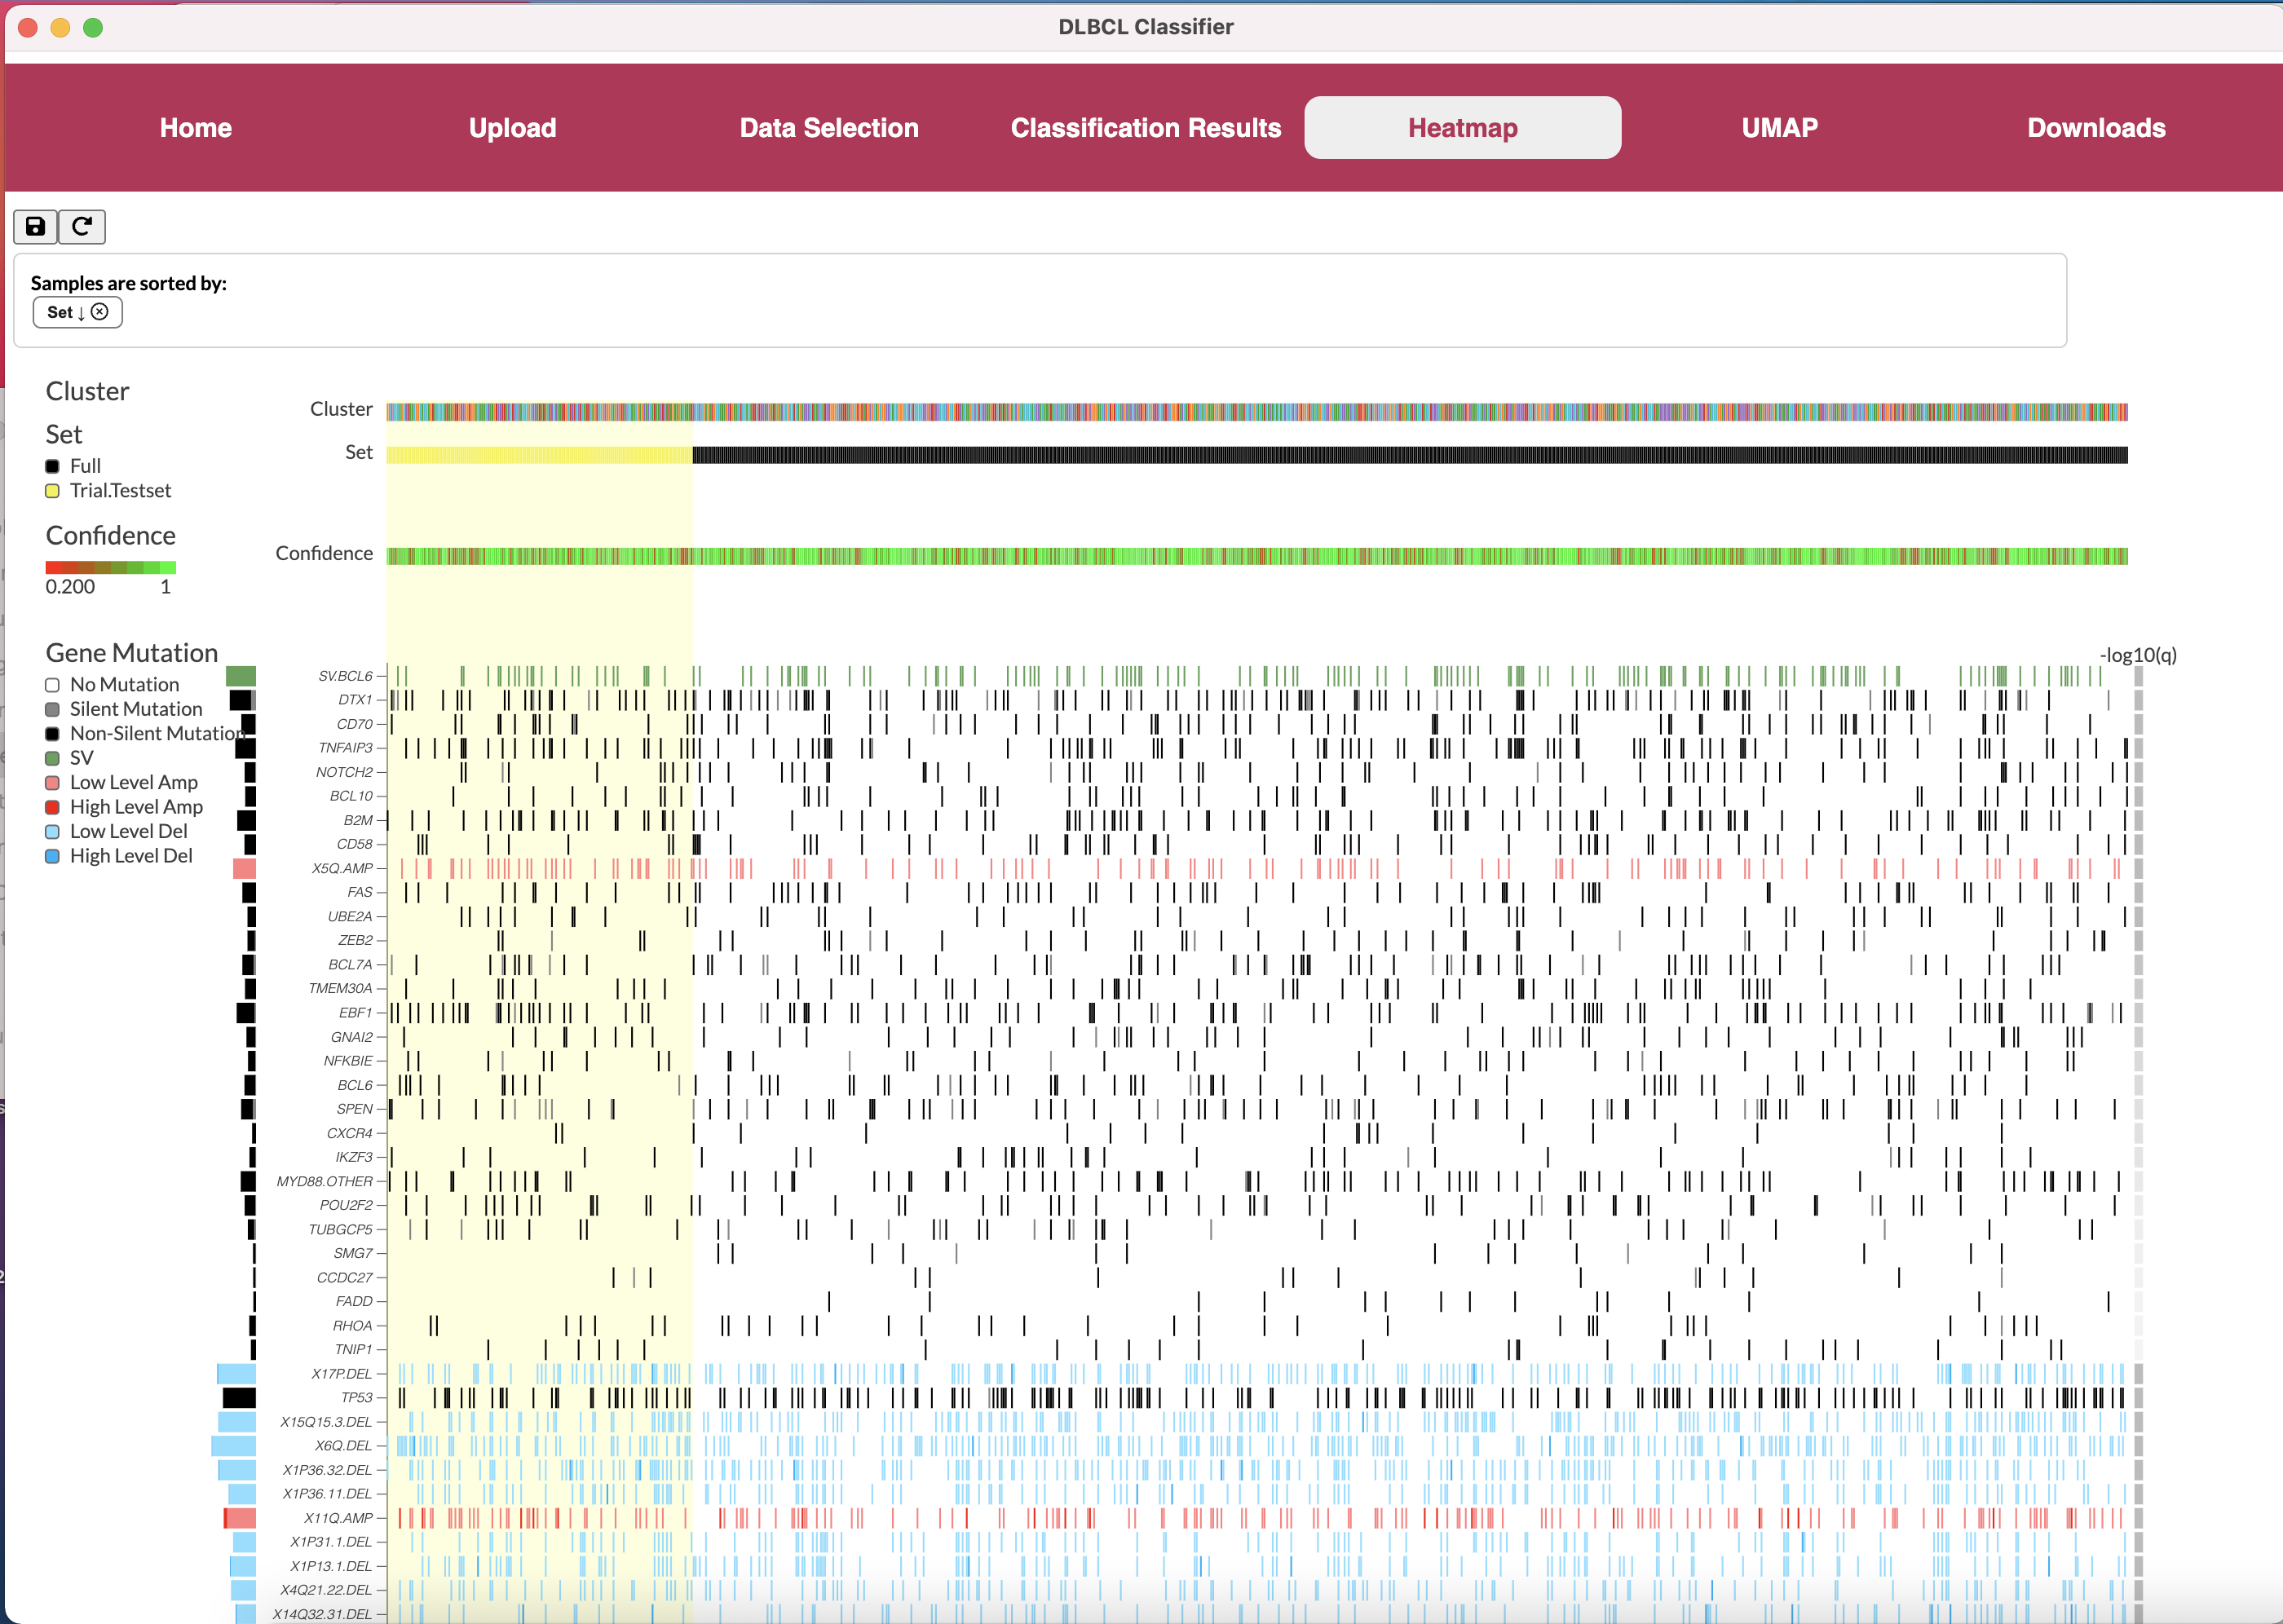 DLBCL Classifier
Home Upload Data Selection Classification Results Heatmap UMAP Downloads
Samples are sorted by:
Set ↓
Cluster
Set
Full
Trial.Testset
Confidence
0.200 1
Gene Mutation
No Mutation
Silent Mutation
Non-Silent Mutation
SV
Low Level Amp
High Level Amp
Low Level Del
High Level Del
Cluster
Set
Confidence
-log10(q)
SV.BCL6
DTX1
CD70
TNFAIP3
NOTCH2
BCL10
B2M
CD58
X5Q.AMP
FAS
UBE2A
ZEB2
BCL7A
TMEM30A
EBF1
GNAI2
NFKBIE
BCL6
SPEN
CXCR4
IKZF3
MYD88.OTHER
POU2F2
TUBGCP5
SMG7
CCDC27
FADD
RHOA
TNIP1
X17P.DEL
TP53
X15Q15.3.DEL
X6Q.DEL
X1P36.32.DEL
X1P36.11.DEL
X11Q.AMP
X1P31.1.DEL
X1P13.1.DEL
X4Q21.22.DEL
X14Q32.31.DEL